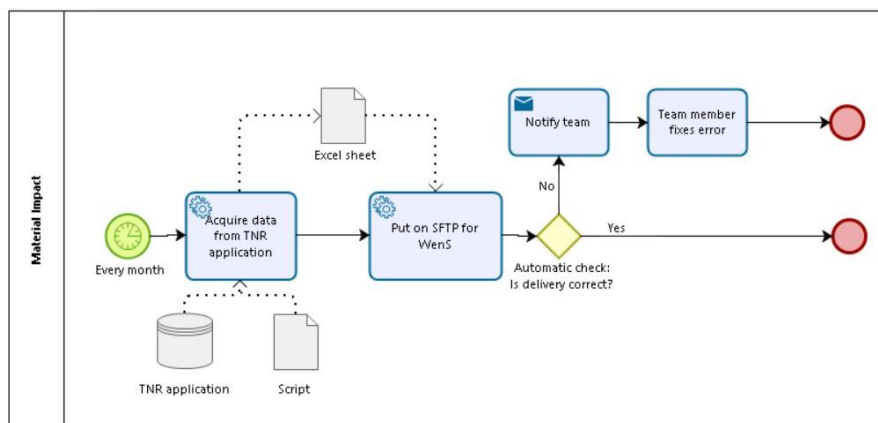 Material Impact
Every month
Acquire data
from TNR
application
TNR application
Script
Excel sheet
Put on SFTP for
WenS
Automatic check:
Is delivery correct?
No
Yes
Notify team
Team member
fixes error